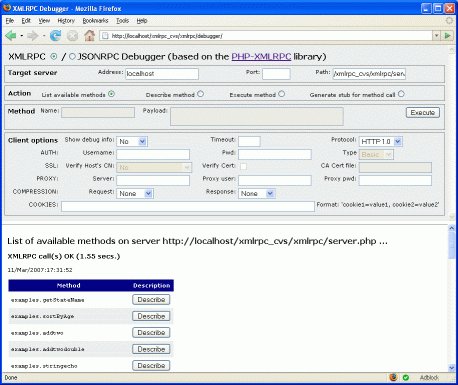 XMLRPC Debugger - Mozilla Firefox
File Edit View History Bookmarks Tools Help
http://localhost/xmlrpc_cvs/xmlrpc/debugger/
XMLRPC / JSONRPC Debugger (based on the PHP-XMLRPC library)
Target server Address: localhost Port: Path: /xmlrpc_cvs/xmlrpc/serv
Action List available methods Describe method Execute method Generate stub for method call
Method Name: Payload: Execute
Client options Show debug info: No Timeout: Protocol: HTTP 1.0
AUTH: Username: Pwd: Type Basic
SSL: Verify Host's CN: No Verify Cert: CA Cert file:
PROXY: Server: Proxy user: Proxy pwd:
COMPRESSION: Request: None Response: None
COOKIES: Format: 'cookie1=value1, cookie2=value2'
List of available methods on server http://localhost/xmlrpc_cvs/xmlrpc/server.php ...
XMLRPC call(s) OK (1.55 secs.)
11/Mar/2007:17:31:52
Method Description
examples.getStateName Describe
examples.sortByAge Describe
examples.addtwo Describe
examples.addtwodouble Describe
examples.stringecho Describe
Done Adblock